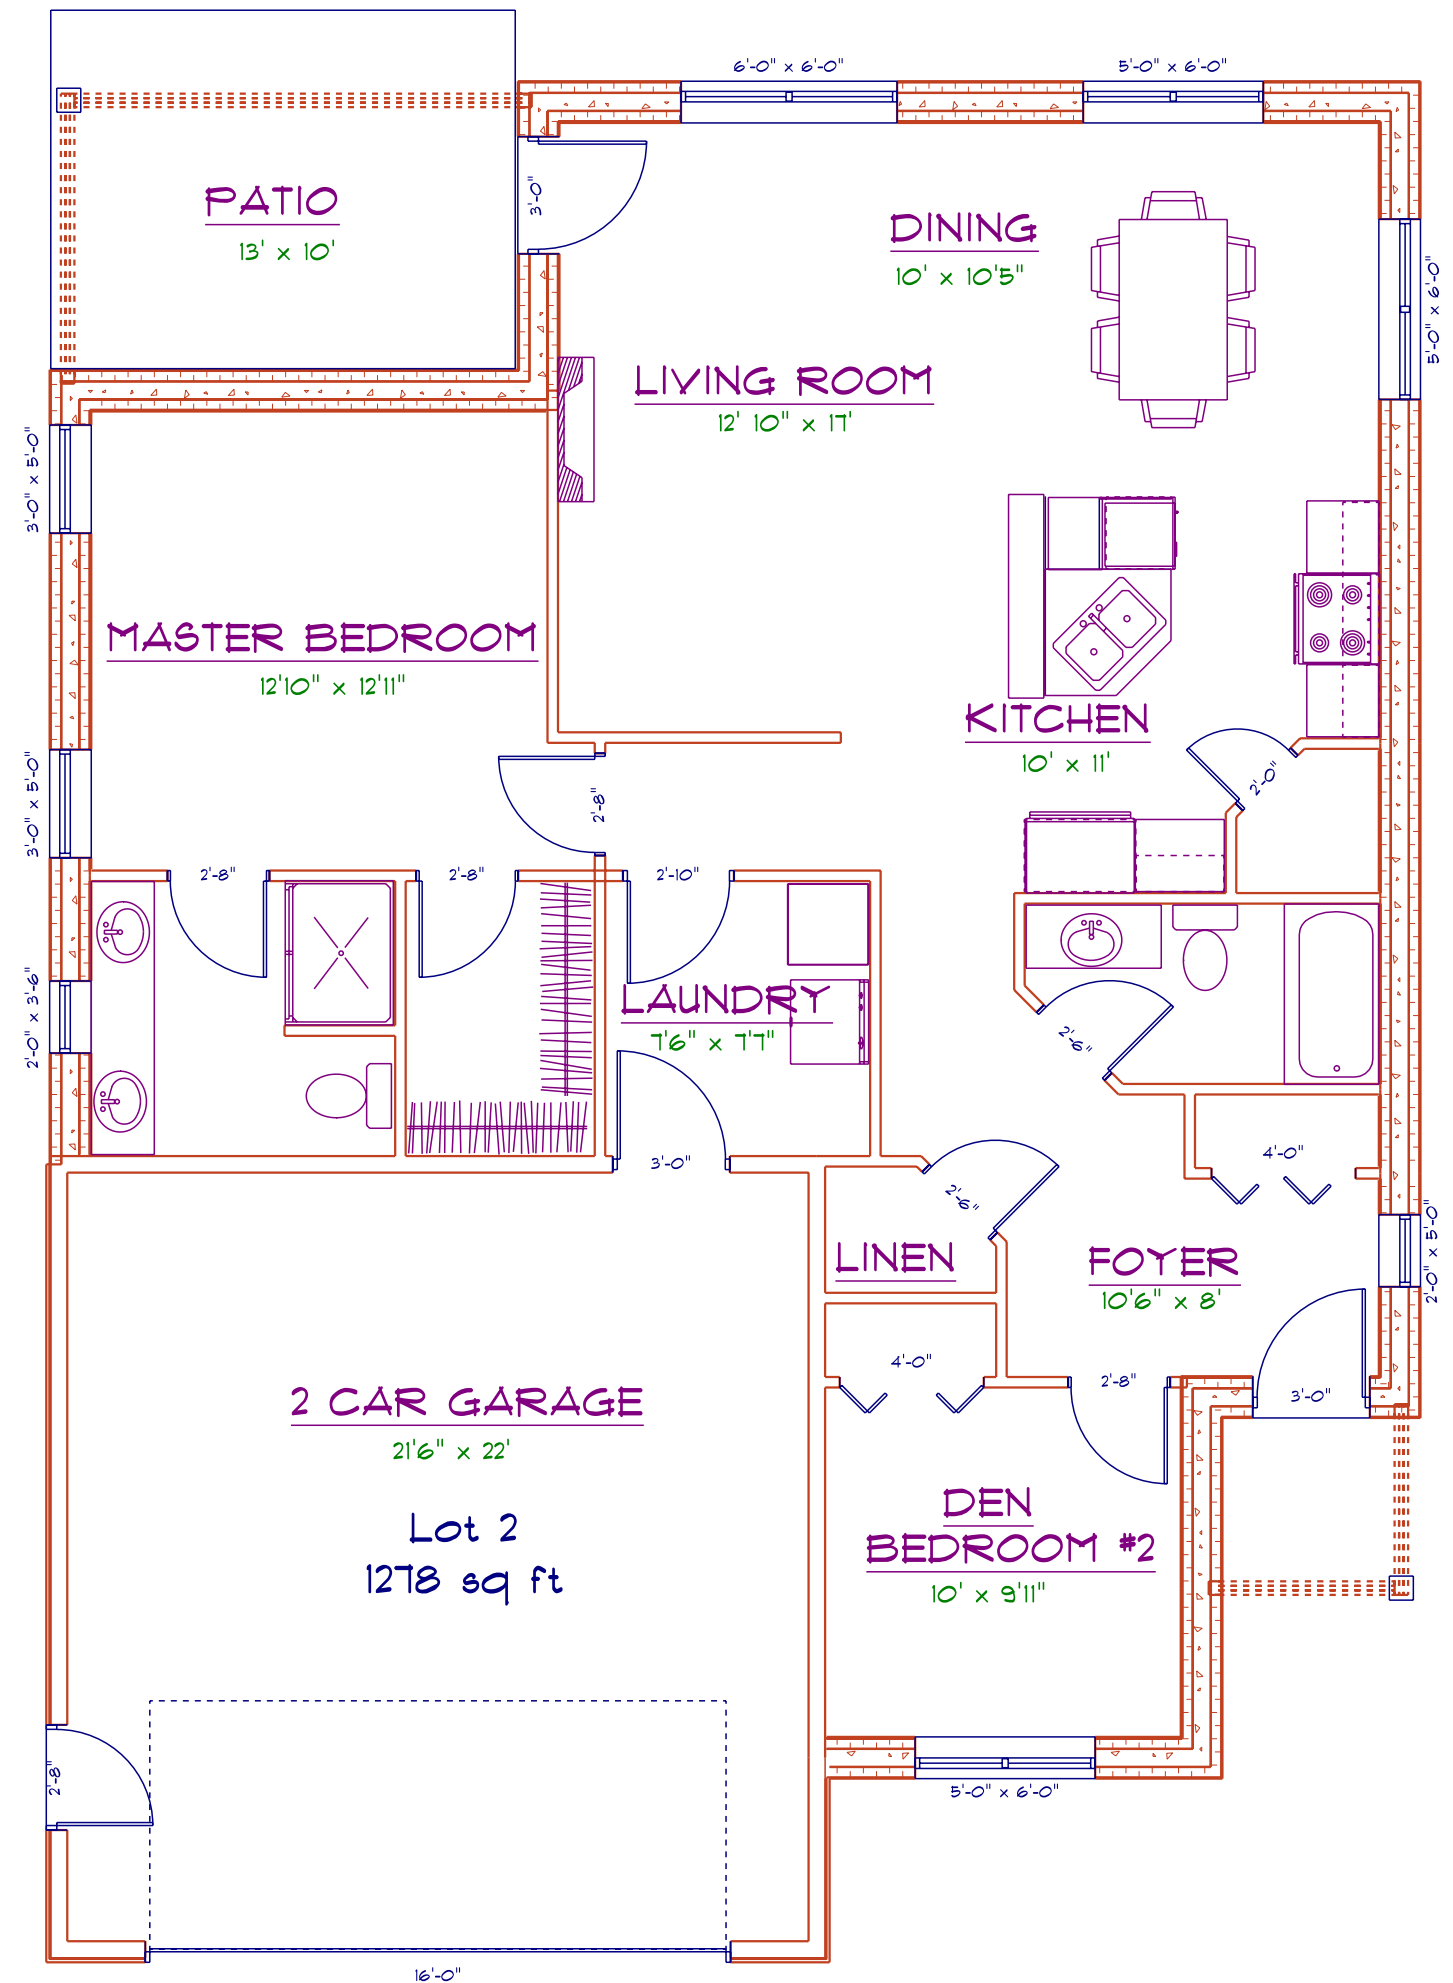 6'-0" x 6'-0"
5'-0" x 6'-0"
PATIO
13' x 10'
3'-0"
DINING
10' x 10'5"
5'-0" x 6'-0"
LIVING ROOM
12' 10" x 17'
3'-0" x 5'-0"
MASTER BEDROOM
12'10" x 12'11"
KITCHEN
10' x 11'
2'-0"
3'-0" x 5'-0"
2'-8"
2'-8"
2'-8"
2'-10"
2'-0" x 3'-6"
LAUNDRY
7'6" x 7'7"
2'-6"
3'-0"
4'-0"
2'-6"
2'-0" x 5'-0"
LINEN
FOYER
10'6" x 8'
4'-0"
2'-8"
3'-0"
2 CAR GARAGE
21'6" x 22'
Lot 2
1278 sq ft
DEN
BEDROOM #2
10' x 9'11"
2'-8"
5'-0" x 6'-0"
16'-0"